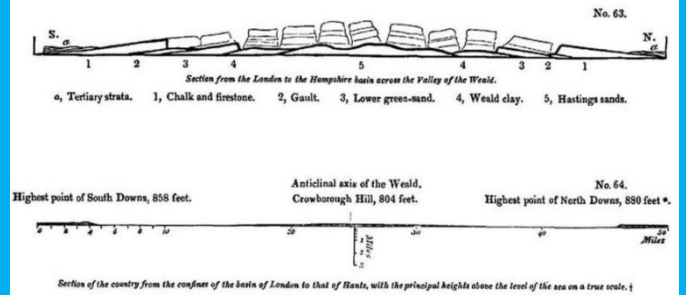 No. 63.
S. N.
a a
1 2 3 4 5 4 3 2 1
Section from the London to the Hampshire basin across the Valley of the Weald.
a, Tertiary strata. 1, Chalk and firestone. 2, Gault. 3, Lower green-sand. 4, Weald clay. 5, Hastings sands.
Anticlinal axis of the Weald. No. 64.
Highest point of South Downs, 858 feet. Crowborough Hill, 804 feet. Highest point of North Downs, 880 feet *.
0 2 4 6 8 10 20 30 40 50
Miles
Miles
Section of the country from the confines of the basin of London to that of Hants, with the principal heights above the level of the sea on a true scale. †